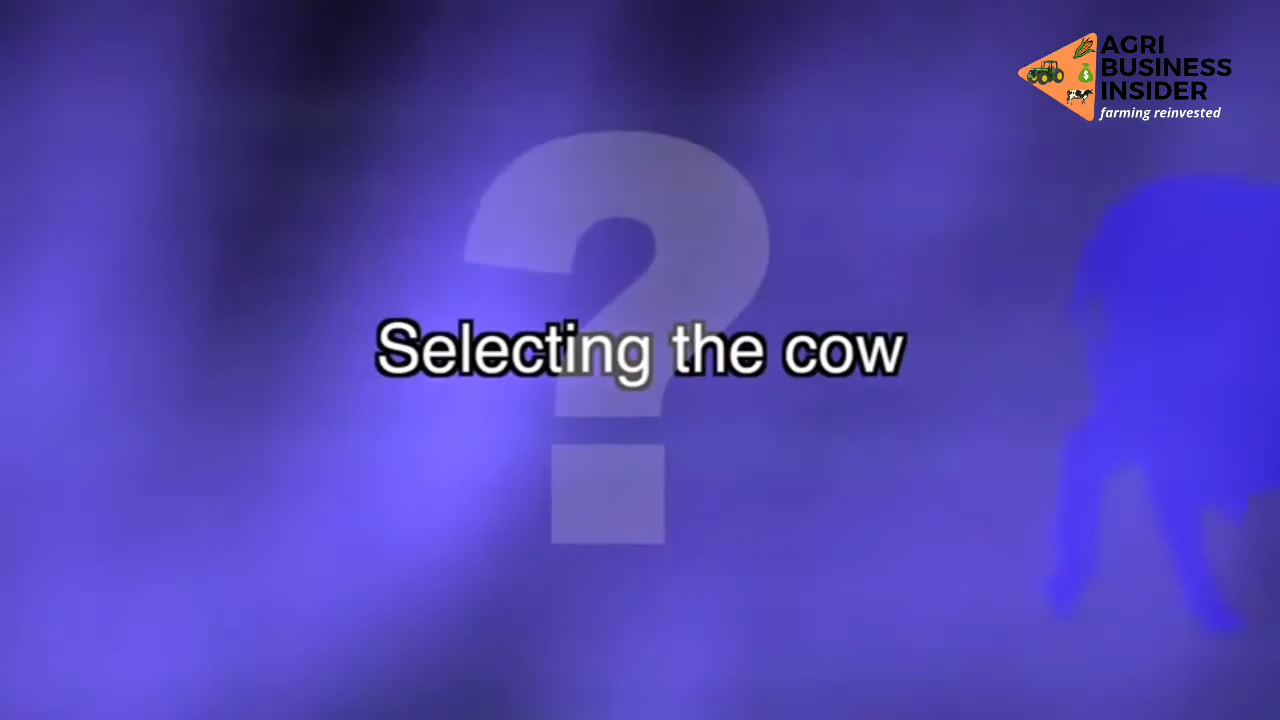 AGRI
BUSINESS
INSIDER
farming reinvested
?
Selecting the cow